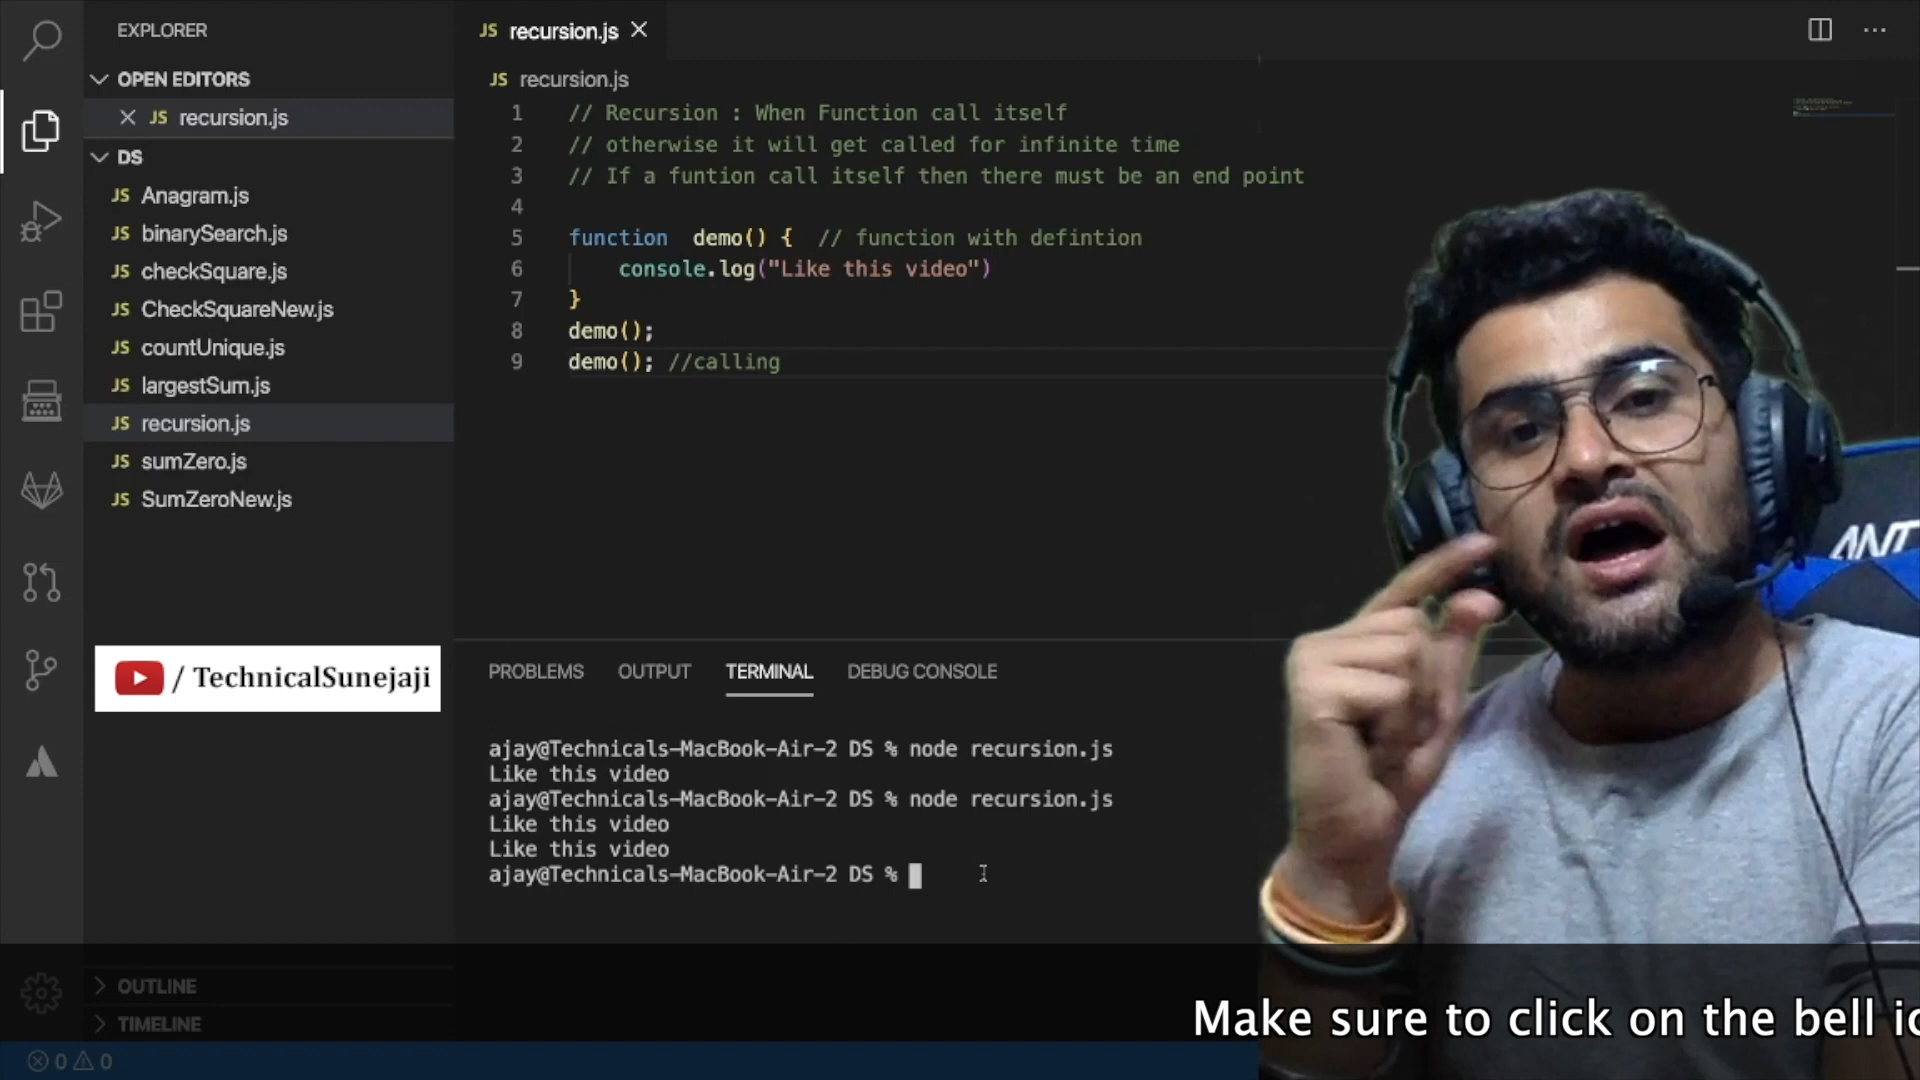 EXPLORER
OPEN EDITORS
JS recursion.js
DS
JS Anagram.js
JS binarySearch.js
JS checkSquare.js
JS CheckSquareNew.js
JS countUnique.js
JS largestSum.js
JS recursion.js
JS sumZero.js
JS SumZeroNew.js
/ TechnicalSunejaji
OUTLINE
TIMELINE
0 0
JS recursion.js
JS recursion.js
1 // Recursion : When Function call itself
2 // otherwise it will get called for infinite time
3 // If a funtion call itself then there must be an end point
4
5 function demo() { // function with defintion
6 console.log("Like this video")
7 }
8 demo();
9 demo(); //calling
PROBLEMS OUTPUT TERMINAL DEBUG CONSOLE
ajay@Technicals-MacBook-Air-2 DS % node recursion.js
Like this video
ajay@Technicals-MacBook-Air-2 DS % node recursion.js
Like this video
Like this video
ajay@Technicals-MacBook-Air-2 DS %
ANT
Make sure to click on the bell ic